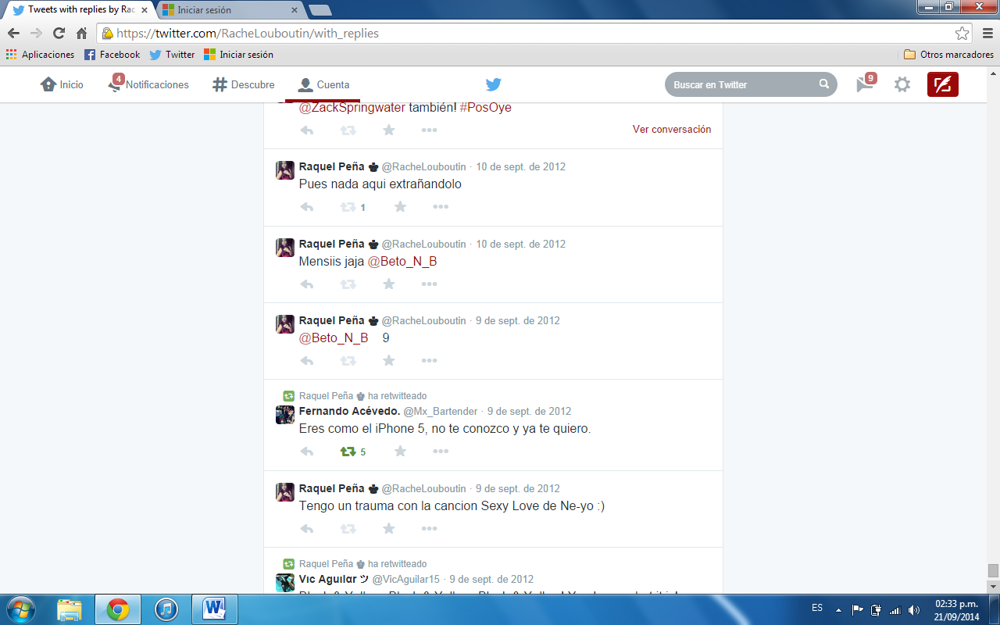 Tweets with replies by Rac
Iniciar sesión
https://twitter.com/RacheLouboutin/with_replies
Aplicaciones Facebook Twitter Iniciar sesión Otros marcadores
Inicio 4 Notificaciones # Descubre Cuenta Buscar en Twitter 9
@ZackSpringwater también! #PosOye
Ver conversación
Raquel Peña @RacheLouboutin · 10 de sept. de 2012
Pues nada aqui extrañandolo
1
Raquel Peña @RacheLouboutin · 10 de sept. de 2012
Mensiis jaja @Beto_N_B
Raquel Peña @RacheLouboutin · 9 de sept. de 2012
@Beto_N_B 9
Raquel Peña ha retwitteado
Fernando Acévedo. @Mx_Bartender · 9 de sept. de 2012
Eres como el iPhone 5, no te conozco y ya te quiero.
5
Raquel Peña @RacheLouboutin · 9 de sept. de 2012
Tengo un trauma con la cancion Sexy Love de Ne-yo :)
Raquel Peña ha retwitteado
Vιc Aguιlαr ツ @VicAguilar15 · 9 de sept. de 2012
ES 02:33 p.m.
21/09/2014